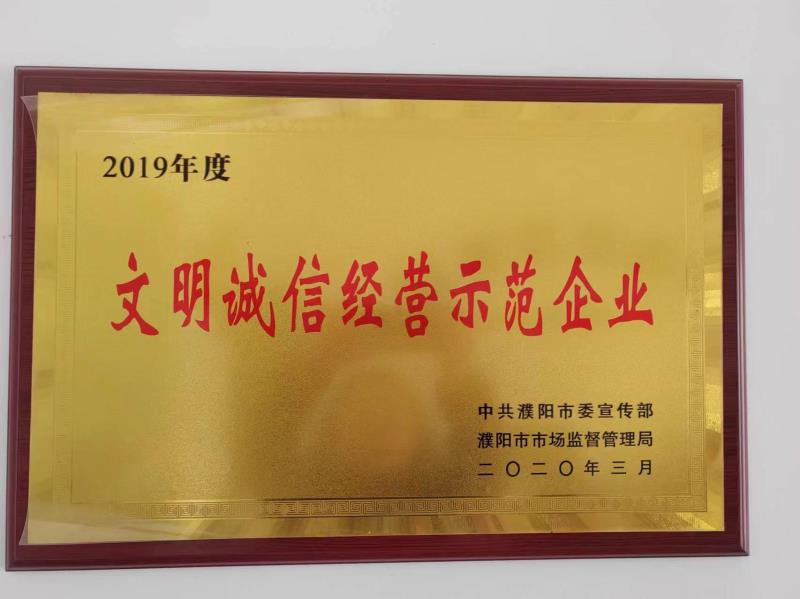 2019年度
文明诚信经营示范企业
中共濮阳市委宣传部
濮阳市市场监督管理局
二〇二〇年三月